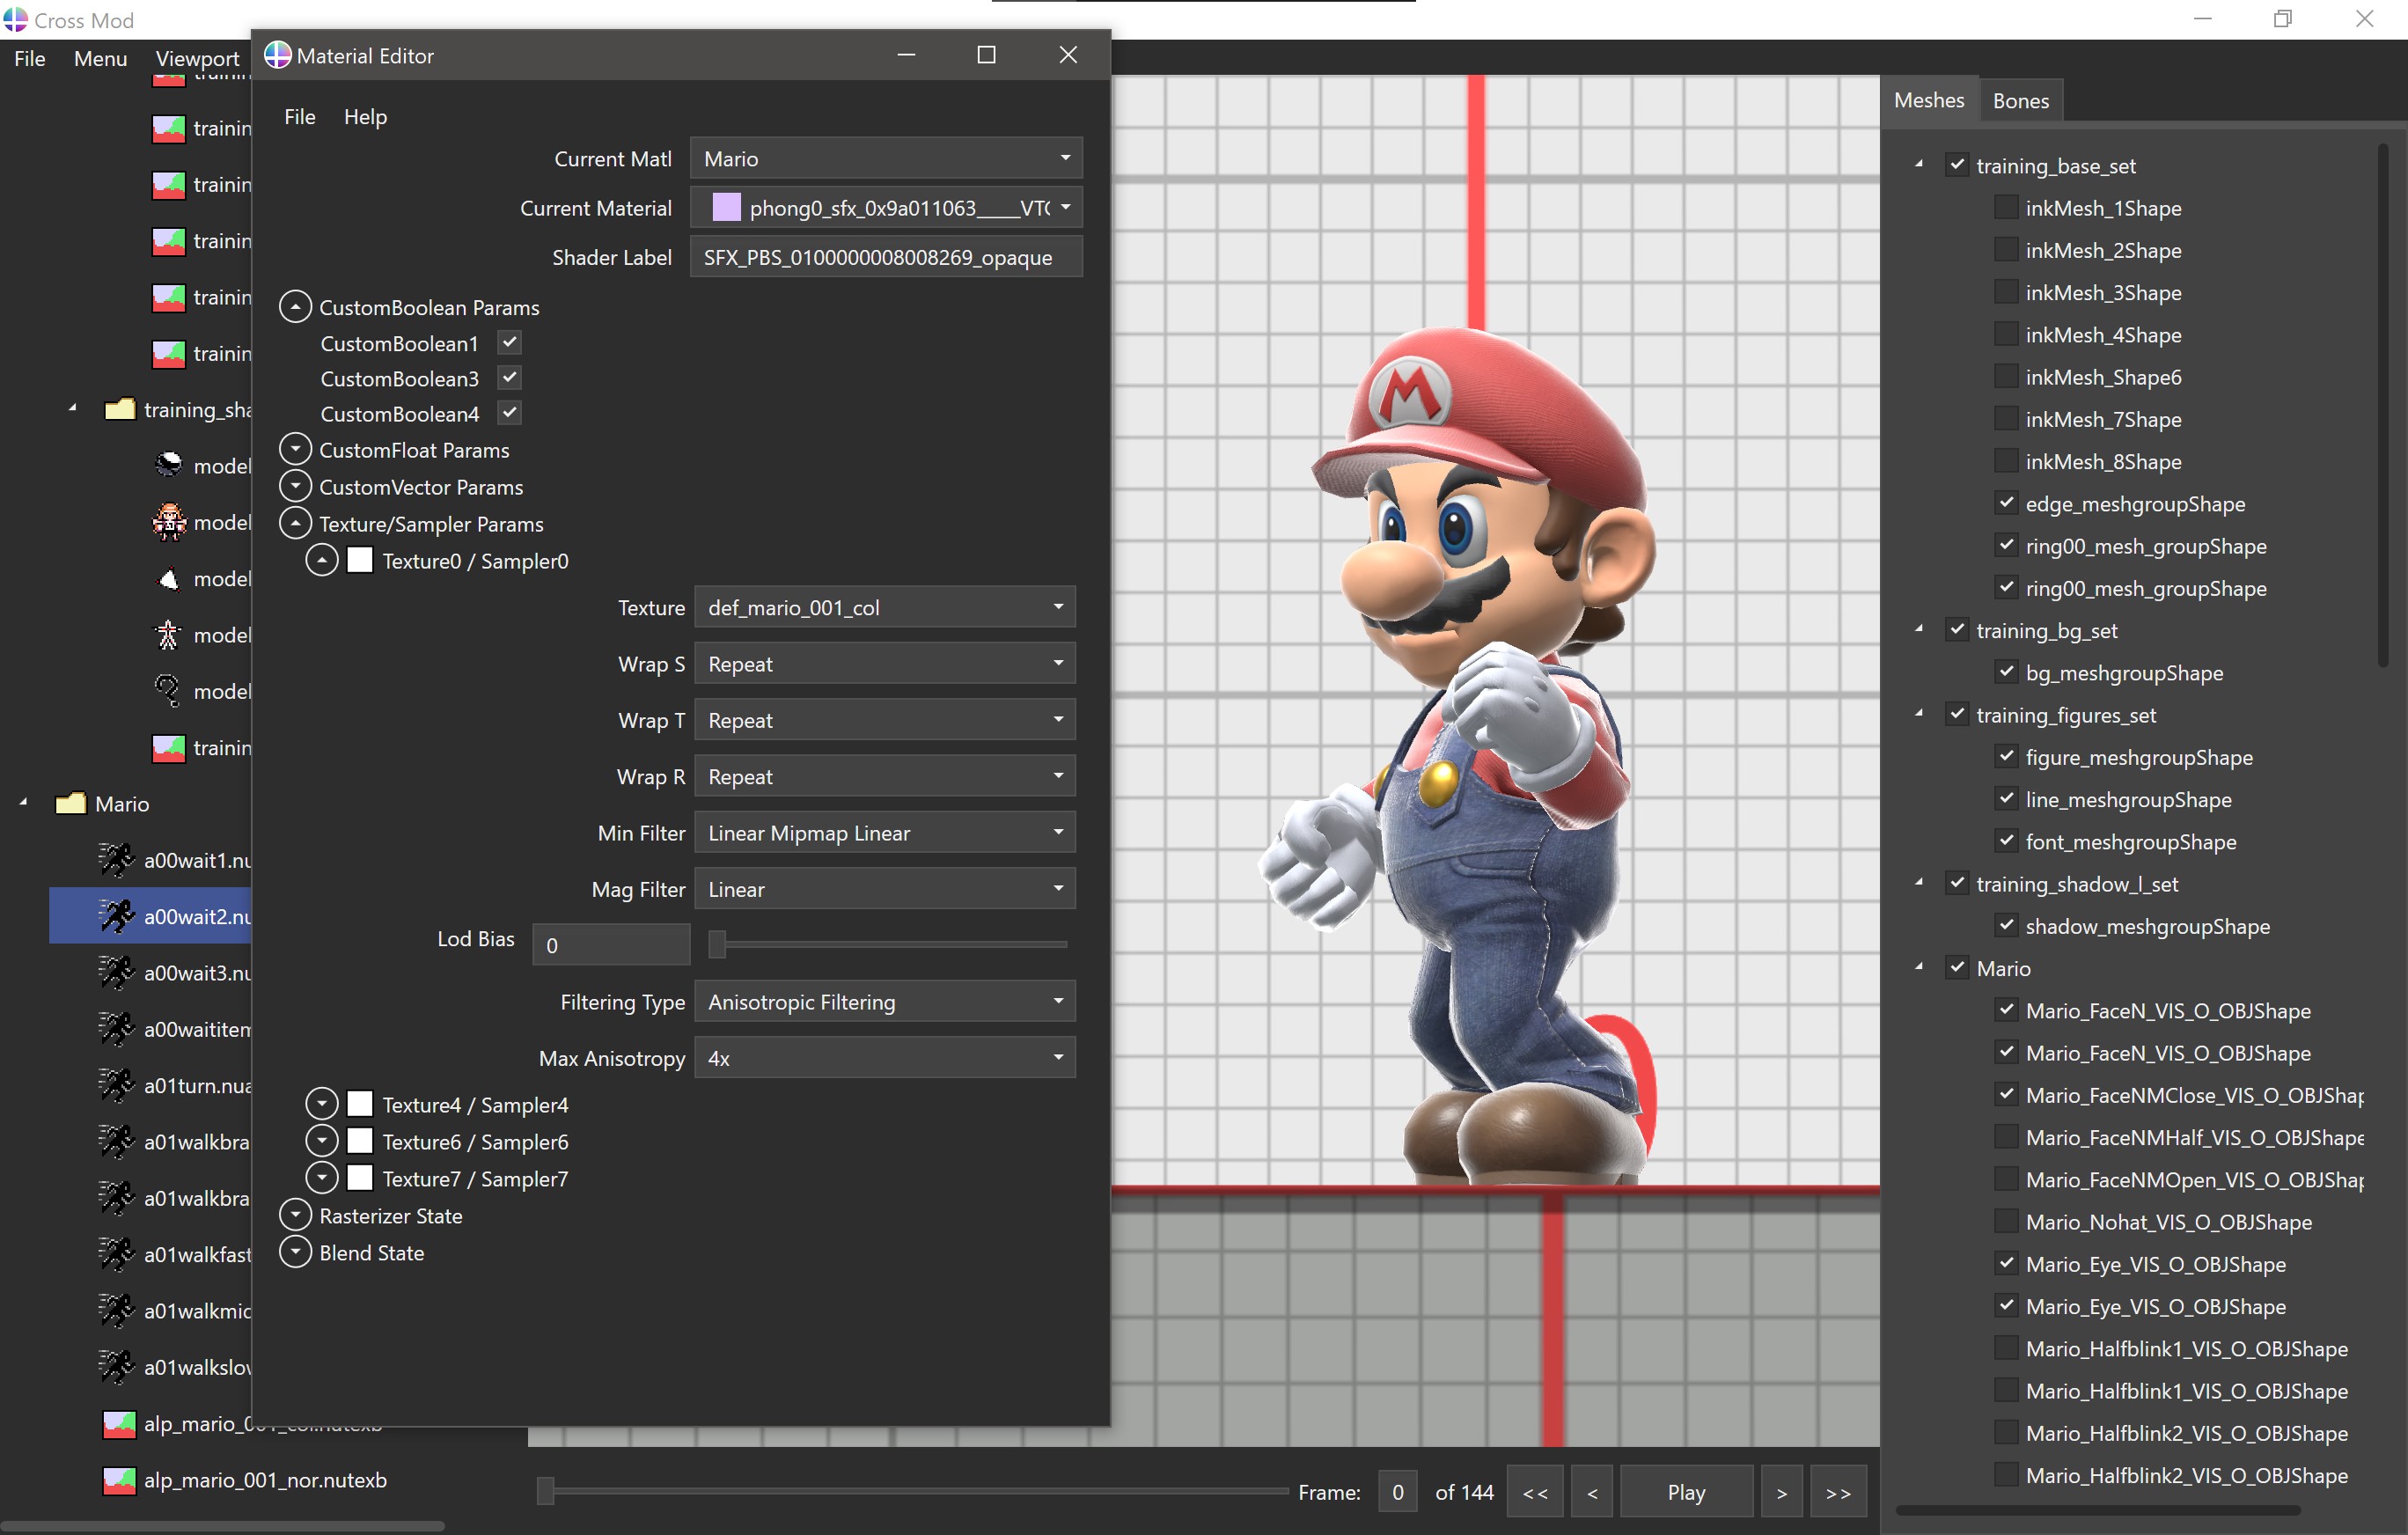 Cross Mod
File Menu Viewport
trainin
trainin
trainin
trainin
trainin
training_sha
model
model
model
model
model
trainin
Mario
a00wait1.nu
a00wait2.nu
a00wait3.nu
a00waititem
a01turn.nua
a01walkbra
a01walkbra
a01walkfast
a01walkmid
a01walkslov
alp_mario_001_col.nutexb
alp_mario_001_nor.nutexb
Material Editor
File Help
Current Matl Mario
Current Material phong0_sfx_0x9a011063____VTC
Shader Label SFX_PBS_0100000008008269_opaque
CustomBoolean Params
CustomBoolean1
CustomBoolean3
CustomBoolean4
CustomFloat Params
CustomVector Params
Texture/Sampler Params
Texture0 / Sampler0
Texture def_mario_001_col
Wrap S Repeat
Wrap T Repeat
Wrap R Repeat
Min Filter Linear Mipmap Linear
Mag Filter Linear
Lod Bias 0
Filtering Type Anisotropic Filtering
Max Anisotropy 4x
Texture4 / Sampler4
Texture6 / Sampler6
Texture7 / Sampler7
Rasterizer State
Blend State
M
Frame: 0 of 144 << < Play > >>
Meshes Bones
training_base_set
inkMesh_1Shape
inkMesh_2Shape
inkMesh_3Shape
inkMesh_4Shape
inkMesh_Shape6
inkMesh_7Shape
inkMesh_8Shape
edge_meshgroupShape
ring00_mesh_groupShape
ring00_mesh_groupShape
training_bg_set
bg_meshgroupShape
training_figures_set
figure_meshgroupShape
line_meshgroupShape
font_meshgroupShape
training_shadow_l_set
shadow_meshgroupShape
Mario
Mario_FaceN_VIS_O_OBJShape
Mario_FaceN_VIS_O_OBJShape
Mario_FaceNMClose_VIS_O_OBJShap
Mario_FaceNMHalf_VIS_O_OBJShape
Mario_FaceNMOpen_VIS_O_OBJShap
Mario_Nohat_VIS_O_OBJShape
Mario_Eye_VIS_O_OBJShape
Mario_Eye_VIS_O_OBJShape
Mario_Halfblink1_VIS_O_OBJShape
Mario_Halfblink1_VIS_O_OBJShape
Mario_Halfblink2_VIS_O_OBJShape
Mario_Halfblink2_VIS_O_OBJShape